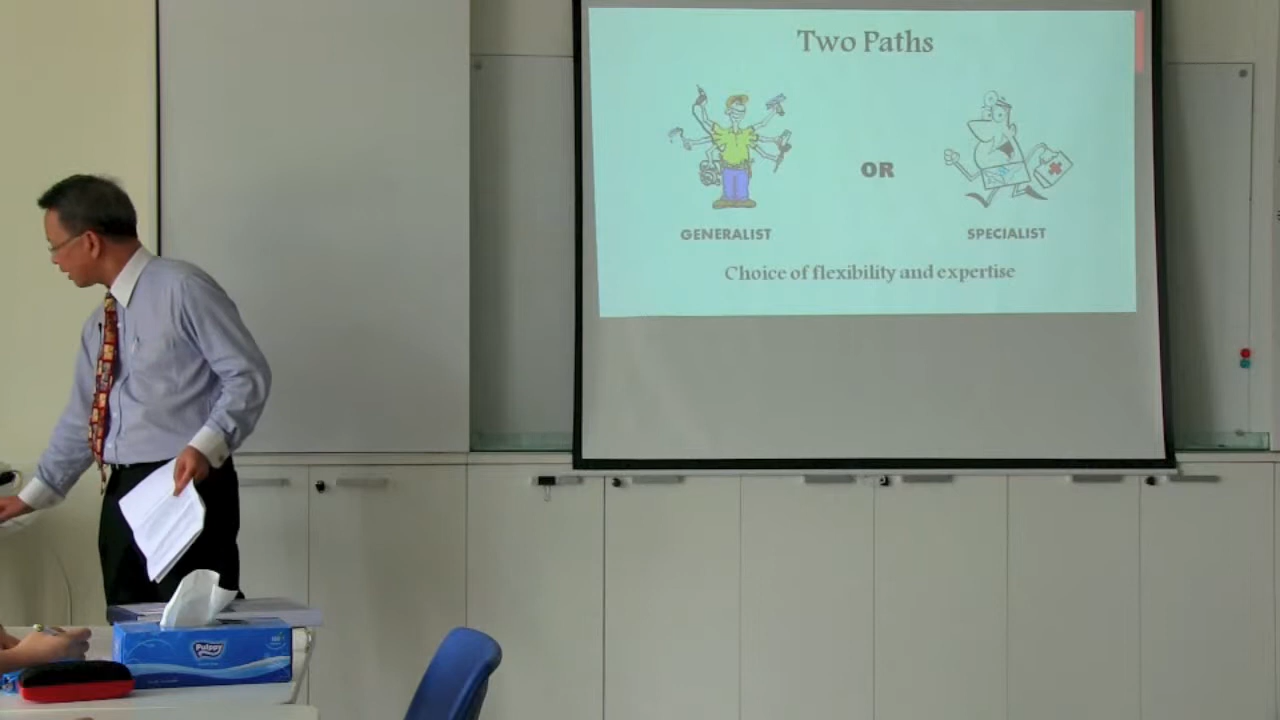 Two Paths
OR
GENERALIST
SPECIALIST
Choice of flexibility and expertise
Pulppy